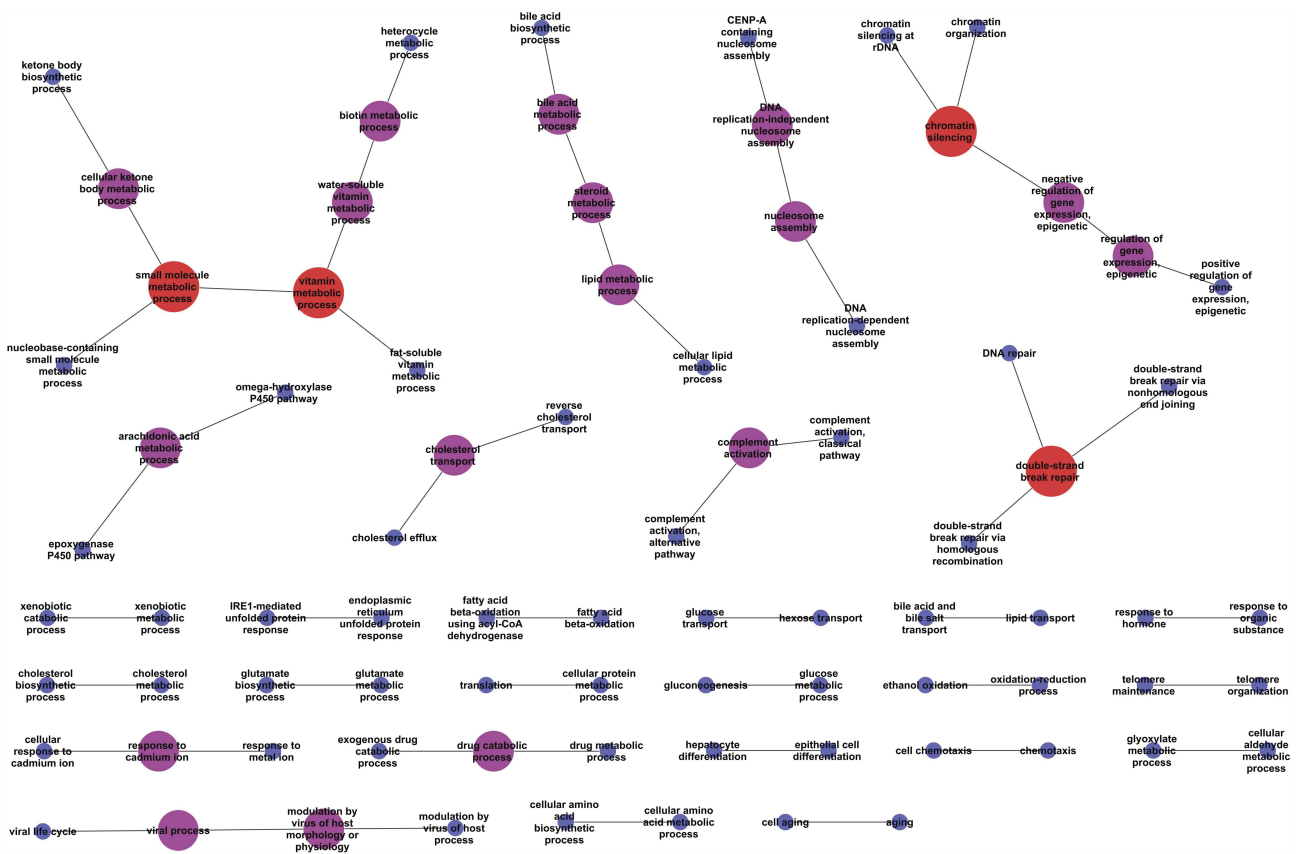 ketone body
biosynthetic
process
heterocycle
metabolic
process
bile acid
biosynthetic
process
CENP-A
containing
nucleosome
assembly
chromatin
silencing at
rDNA
chromatin
organization
biotin metabolic
process
bile acid
metabolic
process
DNA
replication-independent
nucleosome
assembly
chromatin
silencing
cellular ketone
body metabolic
process
water-soluble
vitamin
metabolic
process
steroid
metabolic
process
nucleosome
assembly
negative
regulation of
gene
expression,
epigenetic
regulation of
gene
expression,
epigenetic
positive
regulation of
gene
expression,
epigenetic
small molecule
metabolic
process
vitamin
metabolic
process
lipid metabolic
process
DNA
replication-dependent
nucleosome
assembly
nucleobase-containing
small molecule
metabolic
process
fat-soluble
vitamin
metabolic
process
cellular lipid
metabolic
process
DNA repair
double-strand
break repair via
nonhomologous
end joining
omega-hydroxylase
P450 pathway
reverse
cholesterol
transport
complement
activation,
classical
pathway
arachidonic acid
metabolic
process
cholesterol
transport
complement
activation
double-strand
break repair
epoxygenase
P450 pathway
cholesterol efflux
complement
activation,
alternative
pathway
double-strand
break repair via
homologous
recombination
xenobiotic
catabolic
process
xenobiotic
metabolic
process
IRE1-mediated
unfolded protein
response
endoplasmic
reticulum
unfolded protein
response
fatty acid
beta-oxidation
using acyl-CoA
dehydrogenase
fatty acid
beta-oxidation
glucose
transport
hexose transport
bile acid and
bile salt
transport
lipid transport
response to
hormone
response to
organic
substance
cholesterol
biosynthetic
process
cholesterol
metabolic
process
glutamate
biosynthetic
process
glutamate
metabolic
process
translation
cellular protein
metabolic
process
gluconeogenesis
glucose
metabolic
process
ethanol oxidation
oxidation-reduction
process
telomere
maintenance
telomere
organization
cellular
response to
cadmium ion
response to
cadmium ion
response to
metal ion
exogenous drug
catabolic
process
drug catabolic
process
drug metabolic
process
hepatocyte
differentiation
epithelial cell
differentiation
cell chemotaxis
chemotaxis
glyoxylate
metabolic
process
cellular
aldehyde
metabolic
process
viral life cycle
viral process
modulation by
virus of host
morphology or
physiology
modulation by
virus of host
process
cellular amino
acid
biosynthetic
process
cellular amino
acid metabolic
process
cell aging
aging